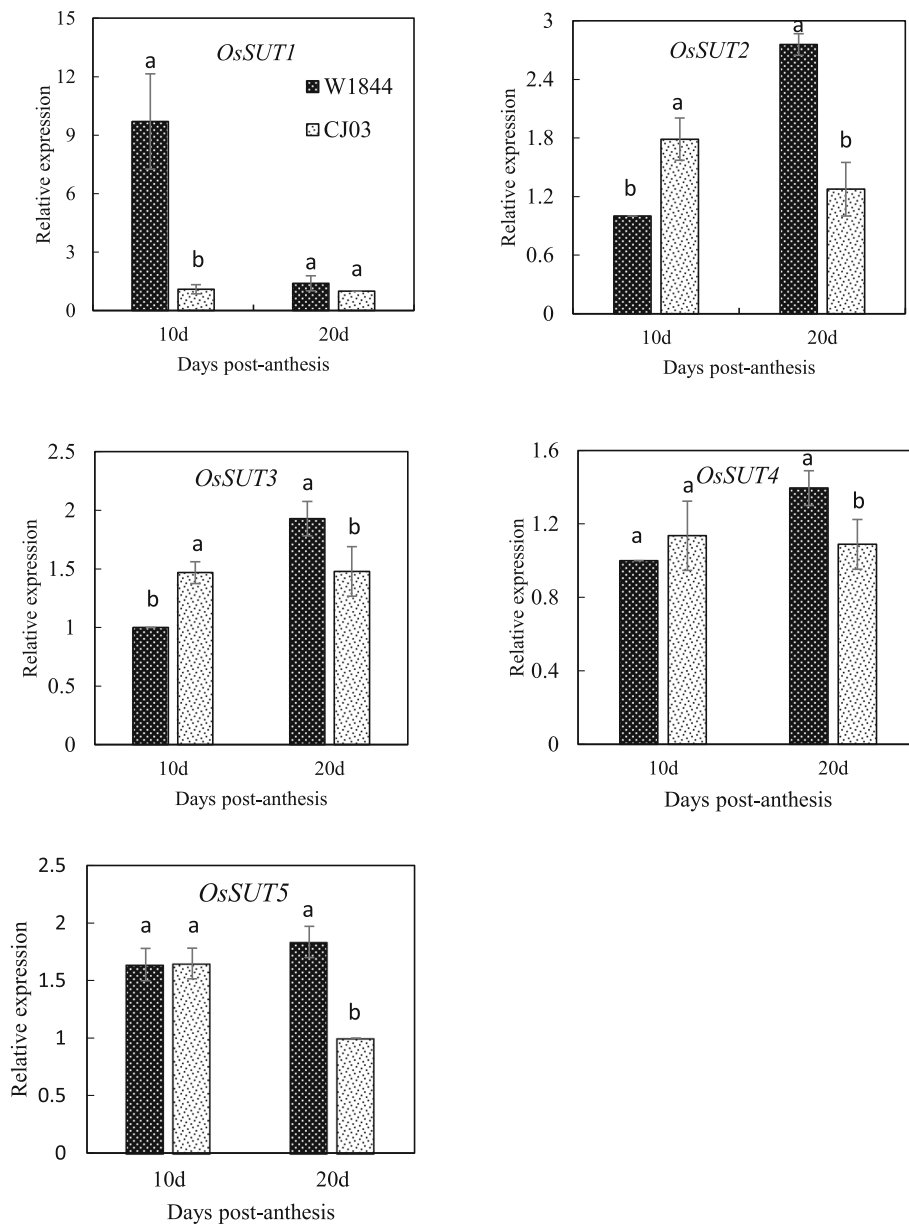 OsSUT1
15
12
9
6
3
0
Relative expression
a
b
a
a
W1844
CJ03
10d 20d
Days post-anthesis
OsSUT2
3
2.4
1.8
1.2
0.6
0
Relative expression
b
a
a
b
10d 20d
Days post-anthesis
OsSUT3
2.5
2
1.5
1
0.5
0
Relative expression
b
a
a
b
10d 20d
Days post-anthesis
OsSUT4
1.6
1.2
0.8
0.4
0
Relative expression
a
a
a
b
10d 20d
Days post-anthesis
OsSUT5
2.5
2
1.5
1
0.5
0
Relative expression
a
a
a
b
10d 20d
Days post-anthesis